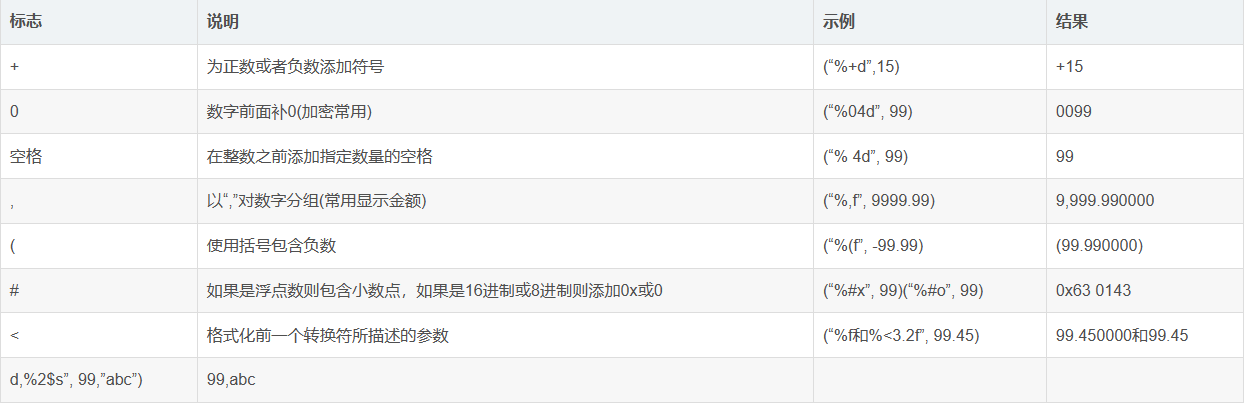 标志 说明 示例 结果
+ 为正数或者负数添加符号 (“%+d”,15) +15
0 数字前面补0(加密常用) (“%04d”, 99) 0099
空格 在整数之前添加指定数量的空格 (“% 4d”, 99) 99
, 以“,”对数字分组(常用显示金额) (“%,f”, 9999.99) 9,999.990000
( 使用括号包含负数 (“%(f”, -99.99) (99.990000)
# 如果是浮点数则包含小数点，如果是16进制或8进制则添加0x或0 (“%#x”, 99)(“%#o”, 99) 0x63 0143
< 格式化前一个转换符所描述的参数 (“%f和%<3.2f”, 99.45) 99.450000和99.45
d,%2$s”, 99,”abc”) 99,abc